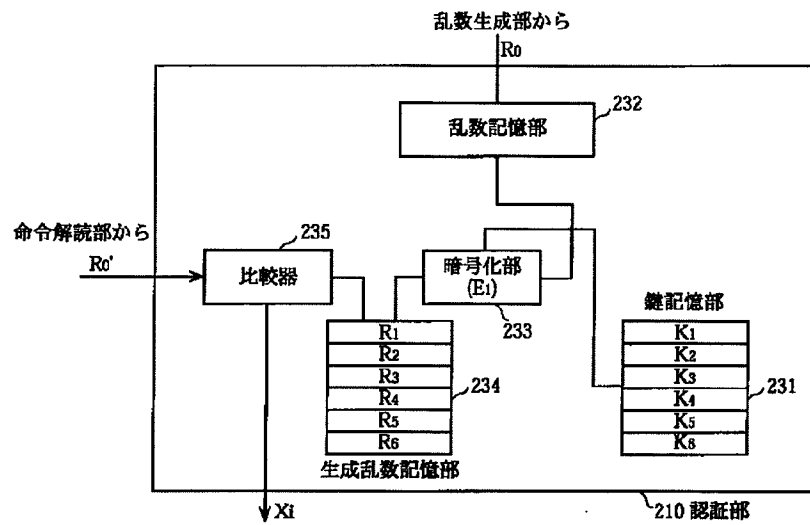 乱数生成部から
R0
乱数記憶部
232
命令解読部から
R0'
235
比較器
暗号化部
(E1)
233
鍵記憶部
R1
R2
R3
R4
R5
R6
234
生成乱数記憶部
K1
K2
K3
K4
K5
K6
231
Xi
210 認証部